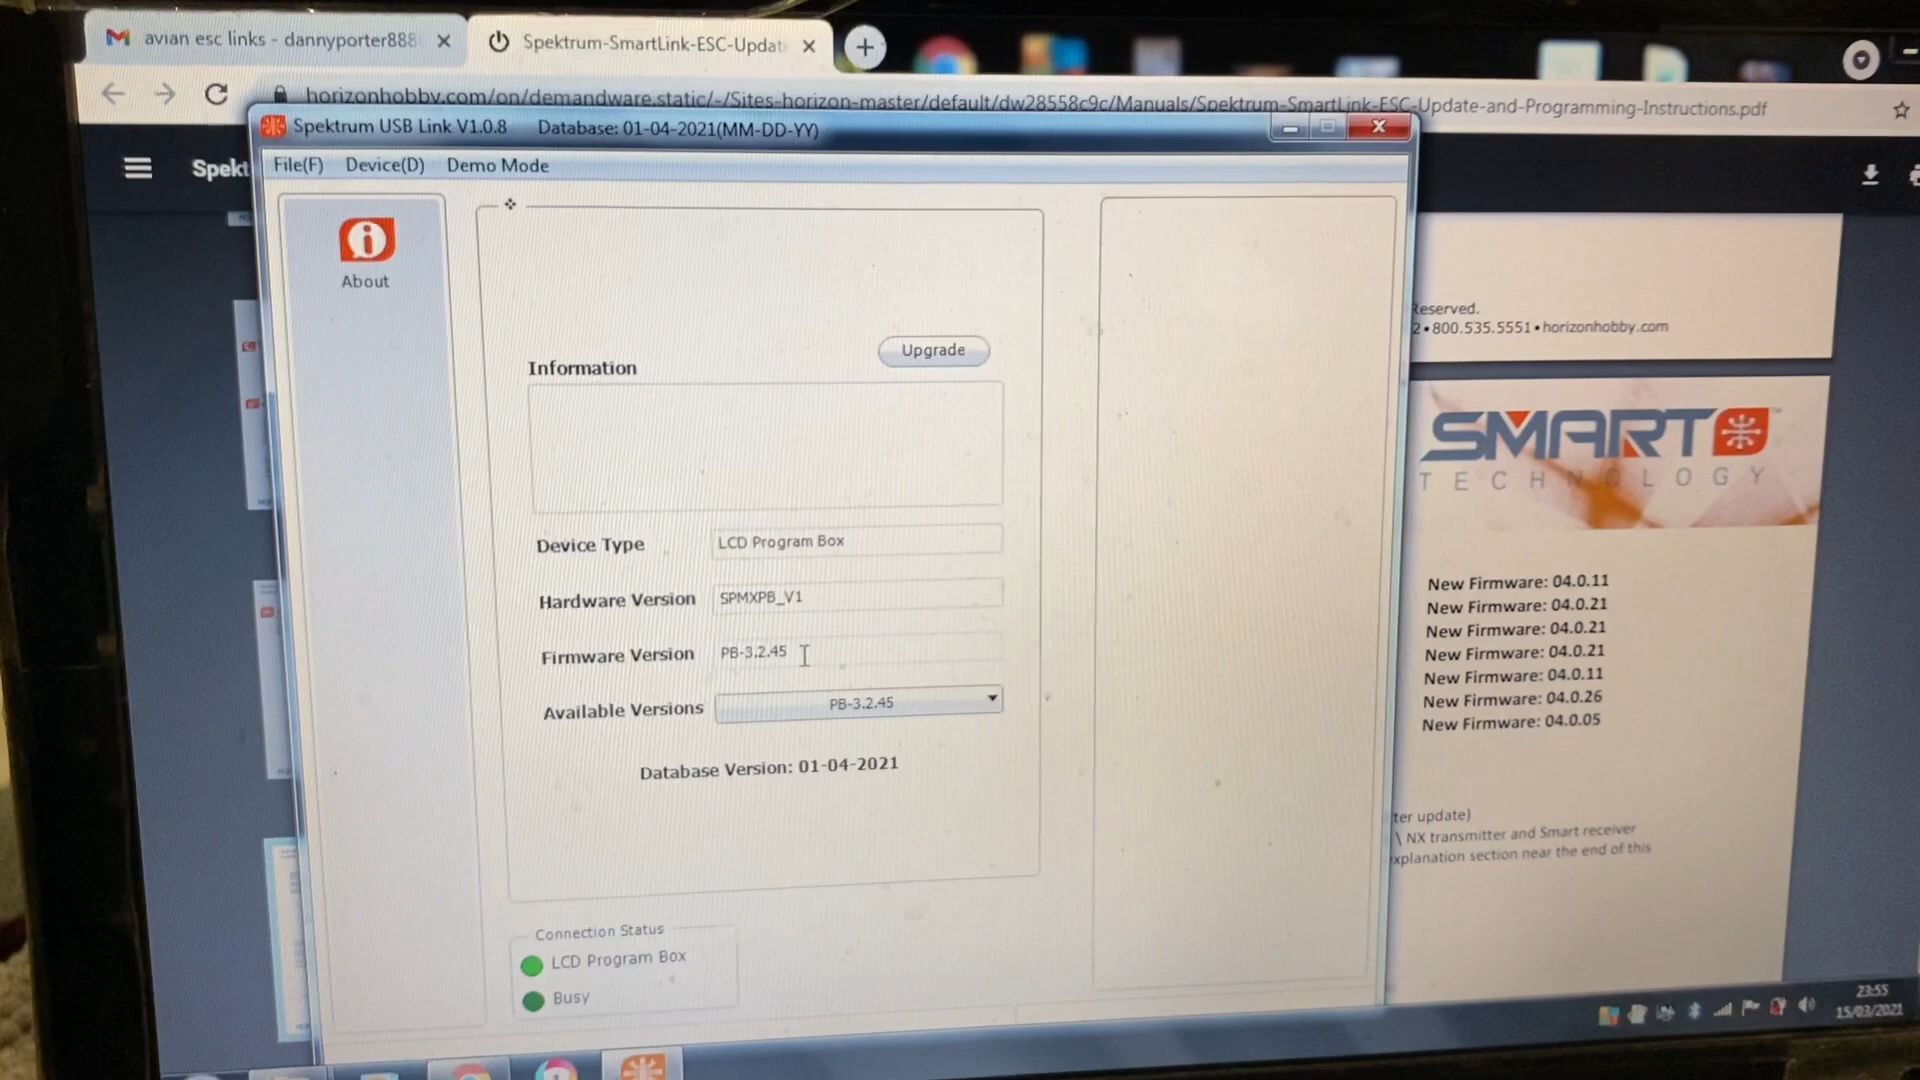 avian esc links - dannyporter888
Spektrum-SmartLink-ESC-Updat
horizonhobby.com/on/demandware.static/-/Sites-horizon-master/default/dw28558c9c/Manuals/Spektrum-SmartLink-ESC-Update-and-Programming-Instructions.pdf
Spektrum USB Link V1.0.8 Database: 01-04-2021(MM-DD-YY)
Spekt
File(F) Device(D) Demo Mode
About
Upgrade
Information
Device Type LCD Program Box
Hardware Version SPMXPB_V1
Firmware Version PB-3.2.45
Available Versions PB-3.2.45
Database Version: 01-04-2021
Connection Status
LCD Program Box
Busy
Reserved.
2 • 800.535.5551 • horizonhobby.com
SMART
TECHNOLOGY
New Firmware: 04.0.11
New Firmware: 04.0.21
New Firmware: 04.0.21
New Firmware: 04.0.21
New Firmware: 04.0.11
New Firmware: 04.0.26
New Firmware: 04.0.05
ter update)
\ NX transmitter and Smart receiver
explanation section near the end of this
23:55
15/03/2021